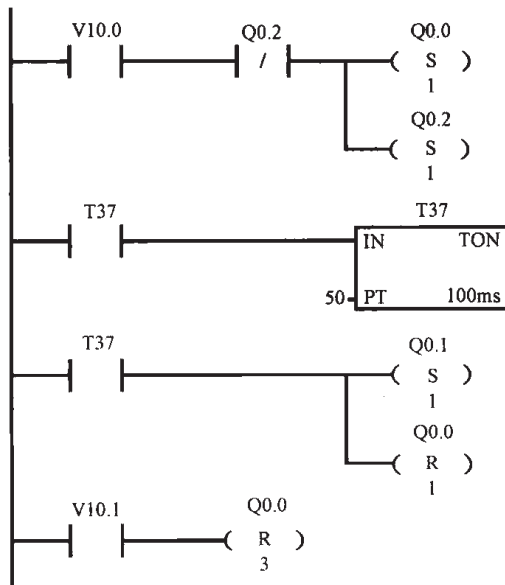 V10.0 Q0.2 Q0.0
/ ( S )
1
Q0.2
( S )
1
T37 T37
IN TON
50 PT 100ms
T37 Q0.1
( S )
1
Q0.0
( R )
1
V10.1 Q0.0
( R )
3